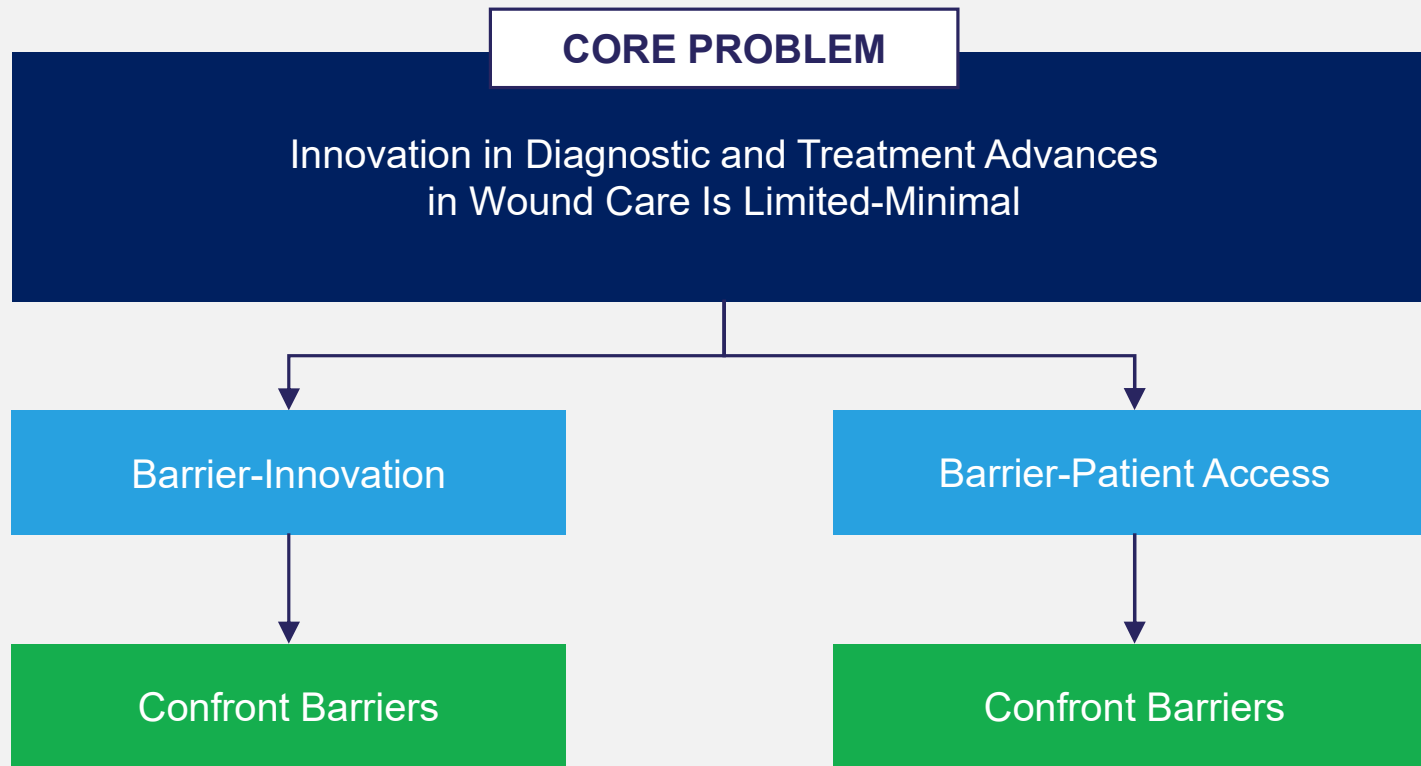 CORE PROBLEM
Innovation in Diagnostic and Treatment Advances
in Wound Care Is Limited-Minimal
Barrier-Innovation
Barrier-Patient Access
Confront Barriers
Confront Barriers